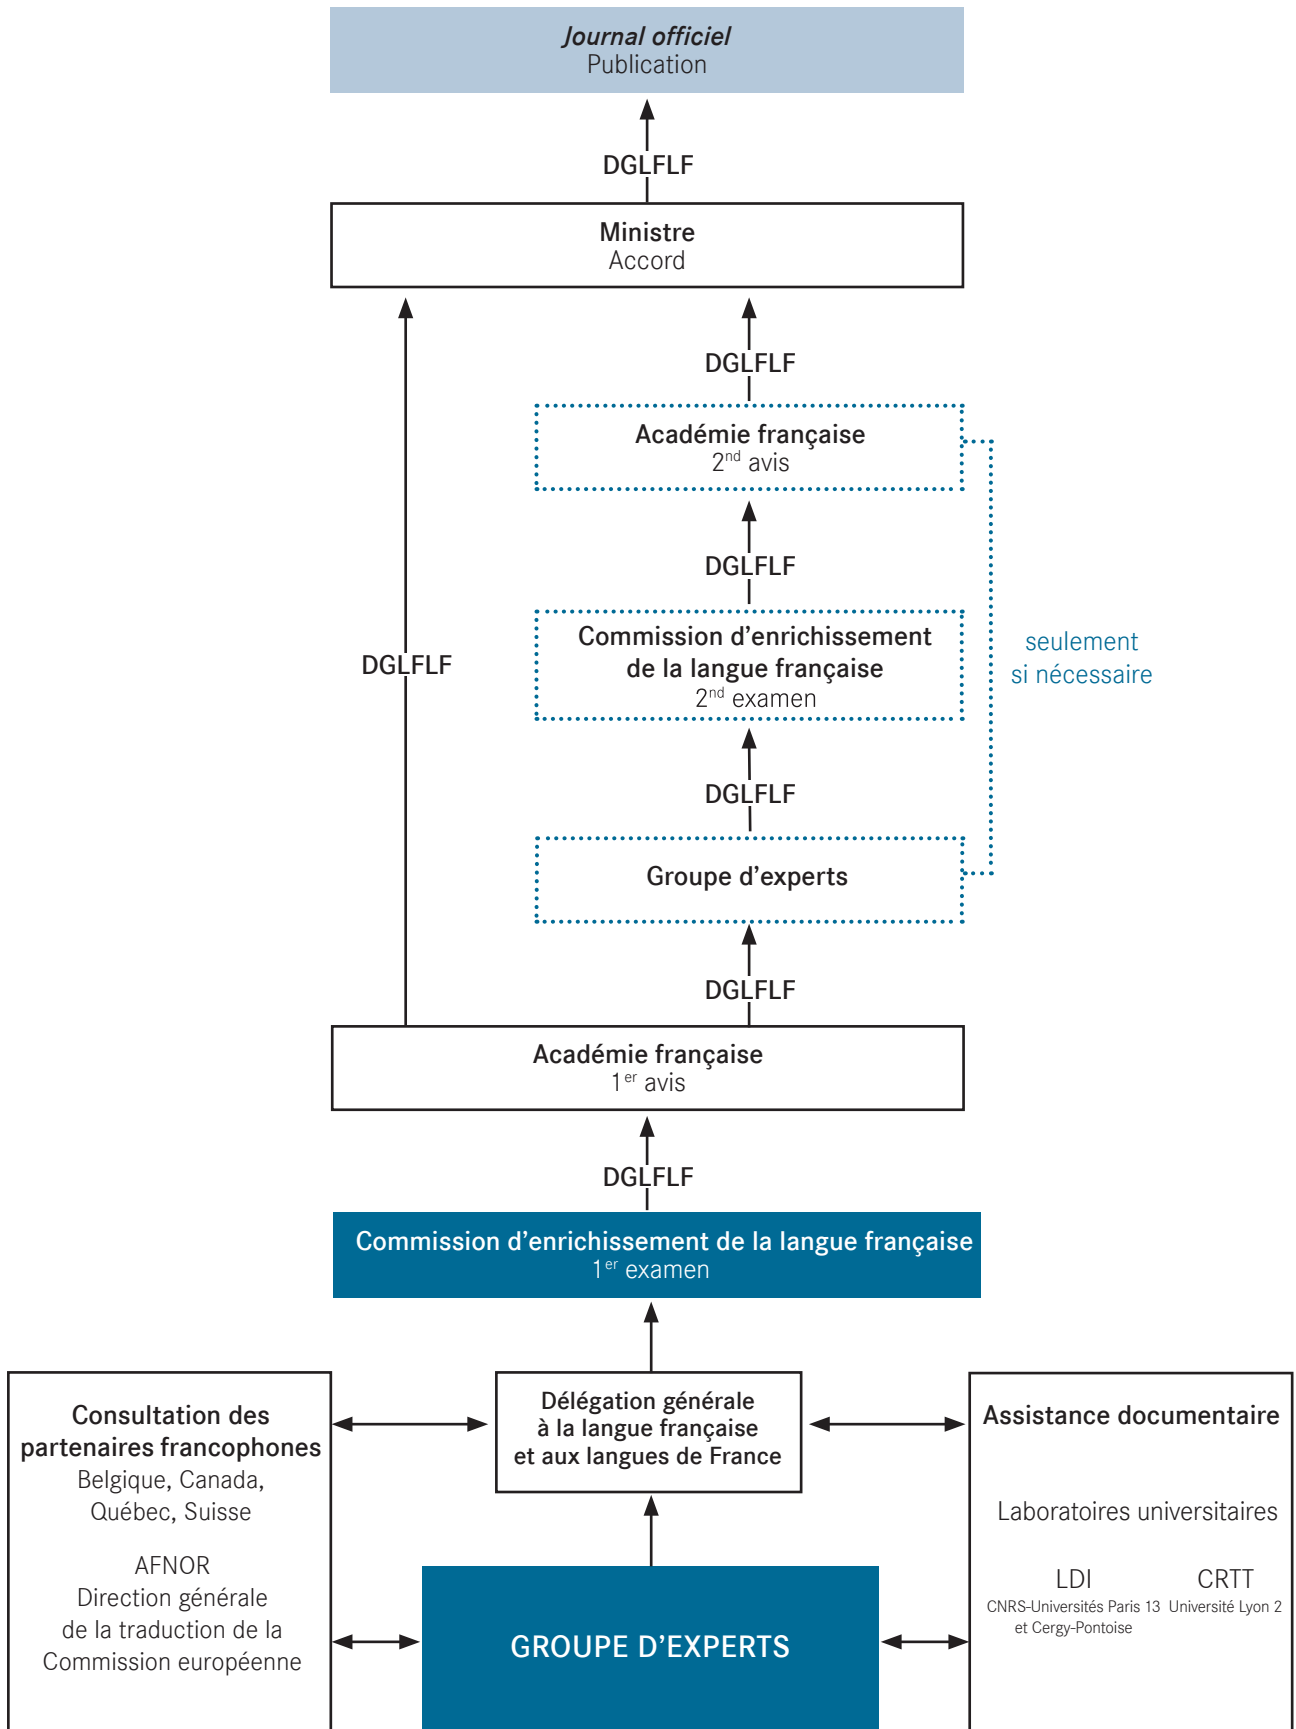 Journal officiel
Publication
DGLFLF
Ministre
Accord
DGLFLF
Académie française
2nd avis
DGLFLF
Commission d’enrichissement
de la langue française
2nd examen
seulement
si nécessaire
DGLFLF
DGLFLF
Groupe d’experts
DGLFLF
Académie française
1er avis
DGLFLF
Commission d’enrichissement de la langue française
1er examen
Consultation des
partenaires francophones
Belgique, Canada,
Québec, Suisse
AFNOR
Direction générale
de la traduction de la
Commission européenne
Délégation générale
à la langue française
et aux langues de France
GROUPE D’EXPERTS
Assistance documentaire
Laboratoires universitaires
LDI
CNRS-Universités Paris 13
et Cergy-Pontoise
CRTT
Université Lyon 2